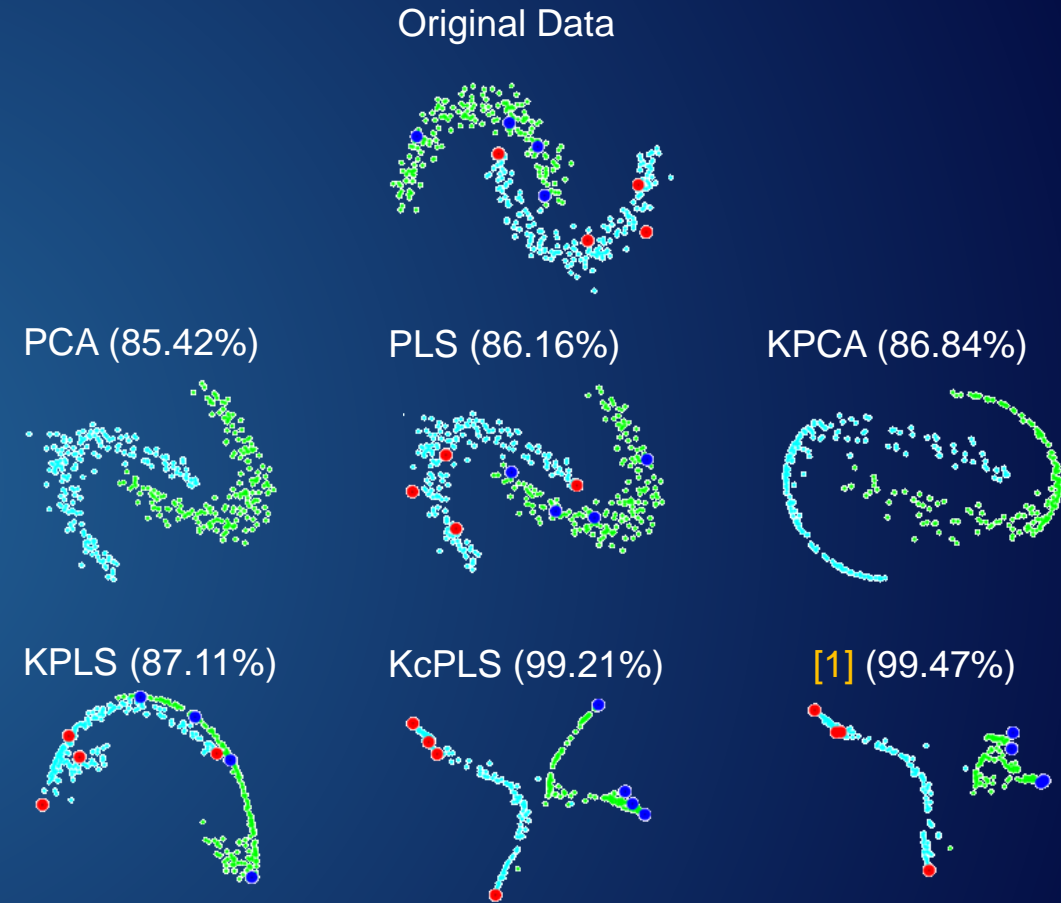 Original Data
PCA (85.42%)
PLS (86.16%)
KPCA (86.84%)
KPLS (87.11%)
KcPLS (99.21%)
[1] (99.47%)